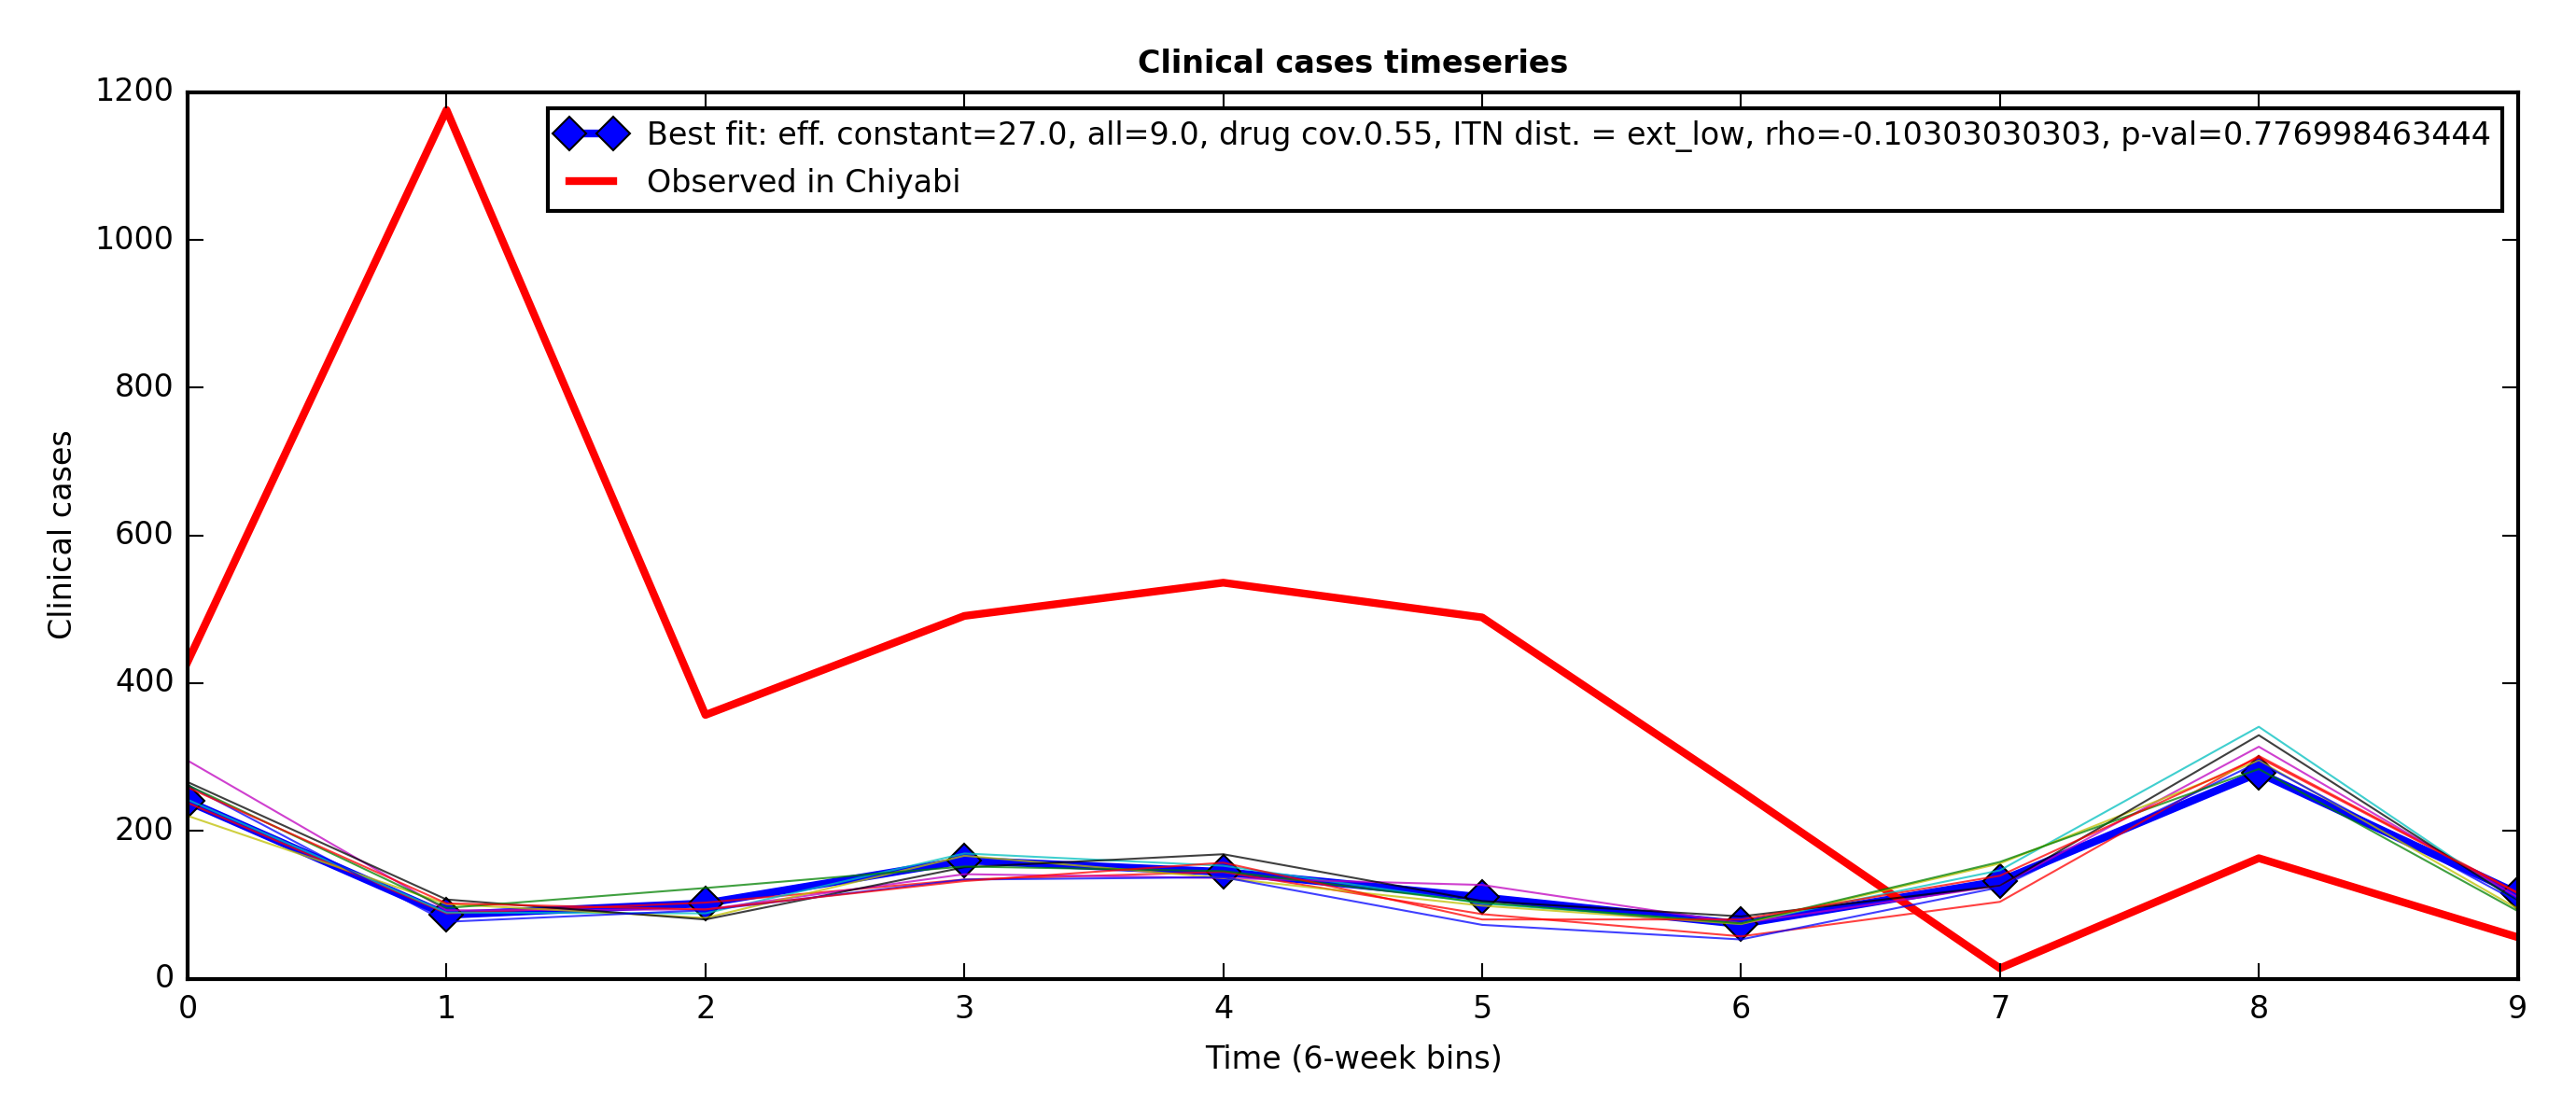 Clinical cases timeseries
1200
1000
800
600
400
200
0
Clinical cases
Best fit: eff. constant=27.0, all=9.0, drug cov.0.55, ITN dist. = ext_low, rho=-0.10303030303, p-val=0.776998463444
Observed in Chiyabi
0 1 2 3 4 5 6 7 8 9
Time (6-week bins)